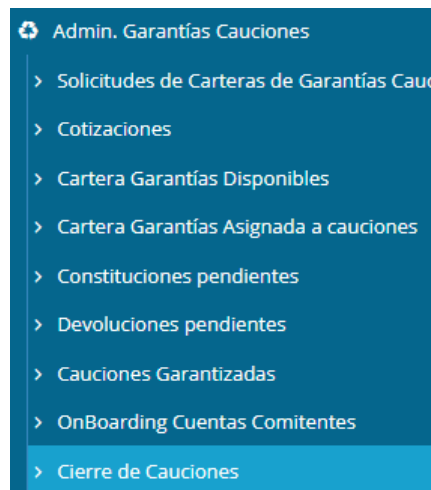 Admin. Garantías Cauciones
Solicitudes de Carteras de Garantías Cauc
Cotizaciones
Cartera Garantías Disponibles
Cartera Garantías Asignada a cauciones
Constituciones pendientes
Devoluciones pendientes
Cauciones Garantizadas
OnBoarding Cuentas Comitentes
Cierre de Cauciones